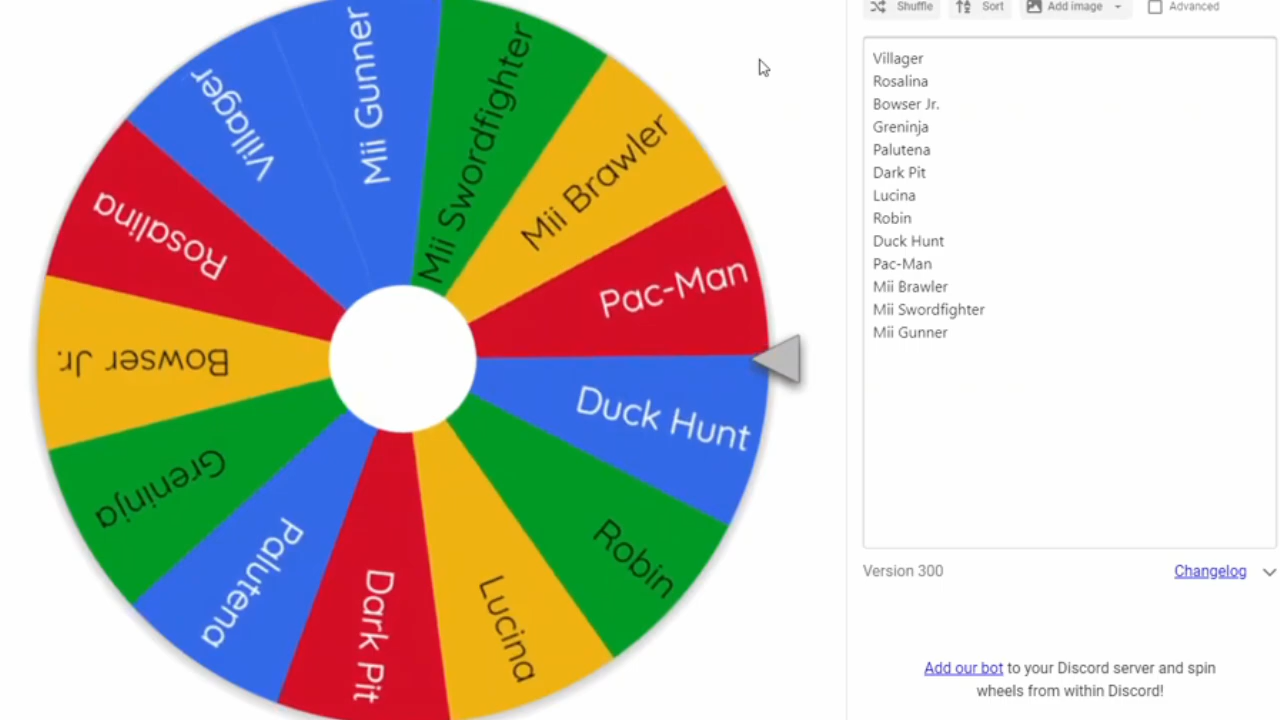 Shuffle
Sort
Add image
Advanced
Mii Gunner
Mii Swordfighter
Mii Brawler
Pac-Man
Duck Hunt
Robin
Lucina
Dark Pit
Palutena
Greninja
Bowser Jr.
Rosalina
Villager
Villager
Rosalina
Bowser Jr.
Greninja
Palutena
Dark Pit
Lucina
Robin
Duck Hunt
Pac-Man
Mii Brawler
Mii Swordfighter
Mii Gunner
Version 300
Changelog
Add our bot to your Discord server and spin
wheels from within Discord!